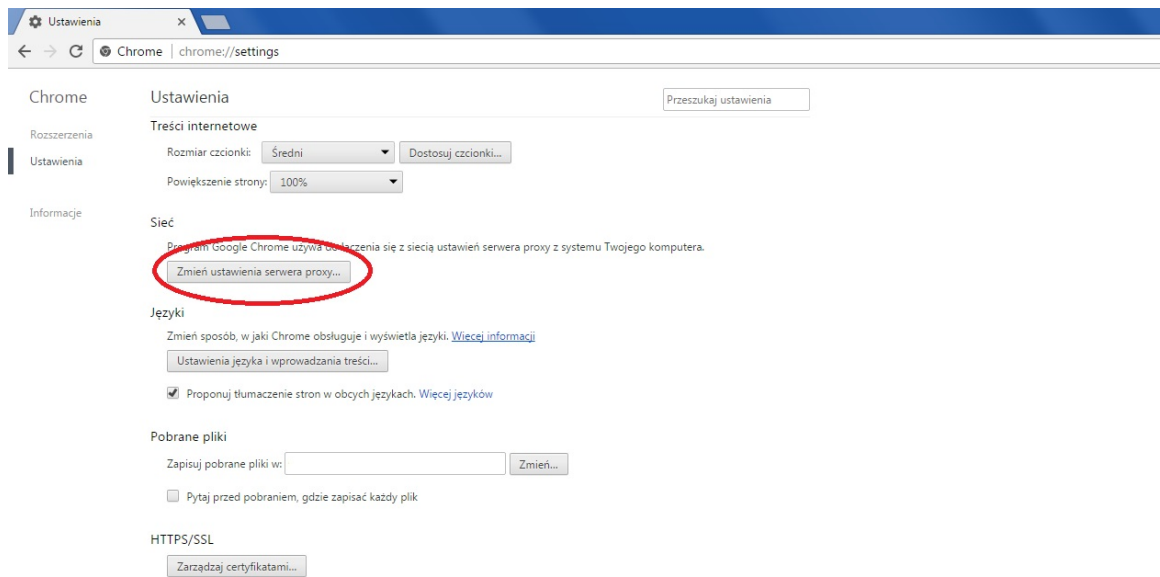 Ustawienia
Chrome | chrome://settings
Chrome
Ustawienia
Przeszukaj ustawienia
Rozszerzenia
Ustawienia
Informacje
Treści internetowe
Rozmiar czcionki: Średni Dostosuj czcionki...
Powiększenie strony: 100%
Sieć
Program Google Chrome używa do łączenia się z siecią ustawień serwera proxy z systemu Twojego komputera.
Zmień ustawienia serwera proxy...
Języki
Zmień sposób, w jaki Chrome obsługuje i wyświetla języki. Więcej informacji
Ustawienia języka i wprowadzania treści...
Proponuj tłumaczenie stron w obcych językach. Więcej języków
Pobrane pliki
Zapisuj pobrane pliki w: Zmień...
Pytaj przed pobraniem, gdzie zapisać każdy plik
HTTPS/SSL
Zarządzaj certyfikatami...